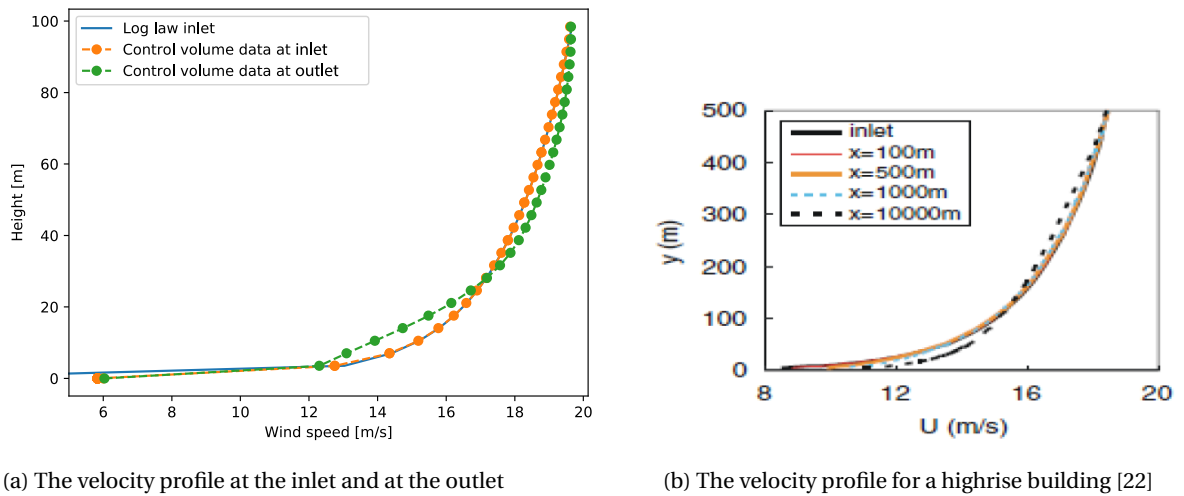 Log law inlet
Control volume data at inlet
Control volume data at outlet
100
80
60
40
20
0
Height [m]
6
8
10
12
14
16
18
20
Wind speed [m/s]
(a) The velocity profile at the inlet and at the outlet
inlet
x=100m
x=500m
x=1000m
x=10000m
500
400
300
200
100
0
y (m)
8
12
16
20
U (m/s)
(b) The velocity profile for a highrise building [22]